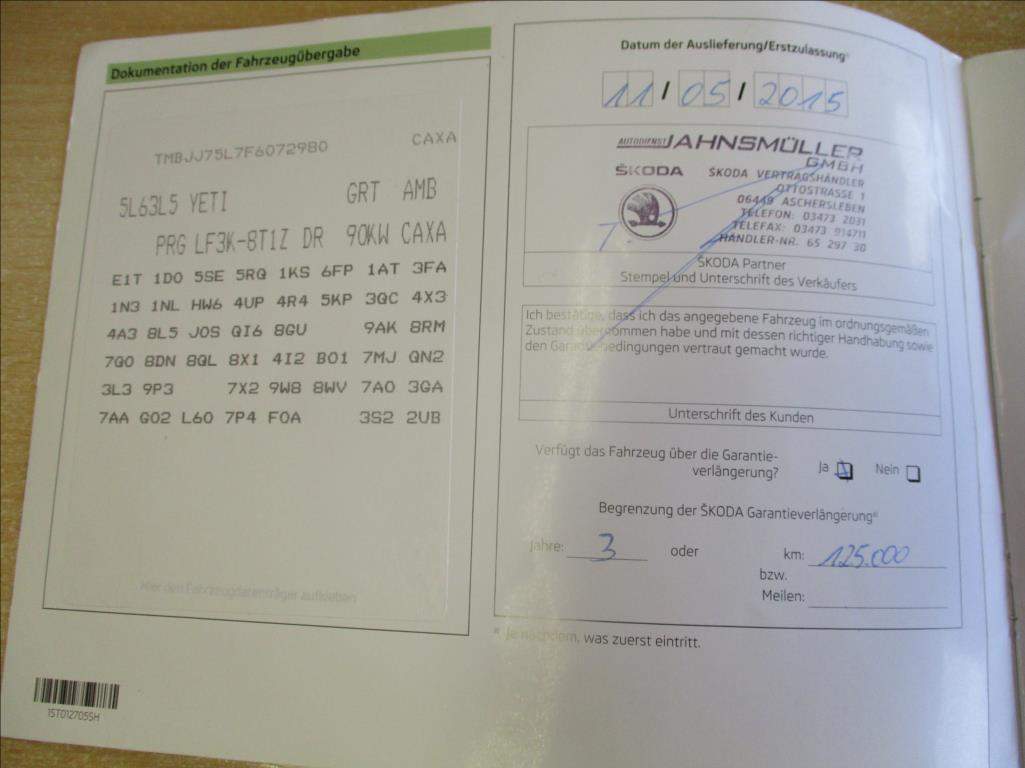 Dokumentation der Fahrzeugübergabe
TMBJJ75L7F6072980 CAXA
5L63L5 YETI GRT AMB
PRG LF3K-8T1Z DR 90KW CAXA
E1T 1D0 5SE 5RQ 1KS 6FP 1AT 3FA
1N3 1NL HW6 4UP 4R4 5KP 3QC 4X3
4A3 8L5 J0S QI6 8GU 9AK 8RM
7Q0 8DN 8QL 8X1 4I2 B01 7MJ QN2
3L3 9P3 7X2 9W8 8WV 7A0 3GA
7AA G02 L60 7P4 F0A 3S2 2UB
Hier den Fahrzeugdatenträger aufkleben
1ST012705SH
Datum der Auslieferung/Erstzulassung*
11 / 05 / 2015
AUTODIENST JAHNSMÜLLER
GMBH
ŠKODA ŠKODA VERTRAGSHÄNDLER
OTTOSTRASSE 1
06449 ASCHERSLEBEN
TELEFON: 03473 2031
TELEFAX: 03473 914711
HÄNDLER-NR. 65 297 30
ŠKODA Partner
Stempel und Unterschrift des Verkäufers
Ich bestätige, dass ich das angegebene Fahrzeug im ordnungsgemäßen
Zustand übernommen habe und mit dessen richtiger Handhabung sowie
den Garantiebedingungen vertraut gemacht wurde.
Unterschrift des Kunden
Verfügt das Fahrzeug über die Garantie-
verlängerung? Ja Nein
Begrenzung der ŠKODA Garantieverlängerung*
Jahre: 3 oder km: 125.000
bzw.
Meilen:
* Je nachdem, was zuerst eintritt.